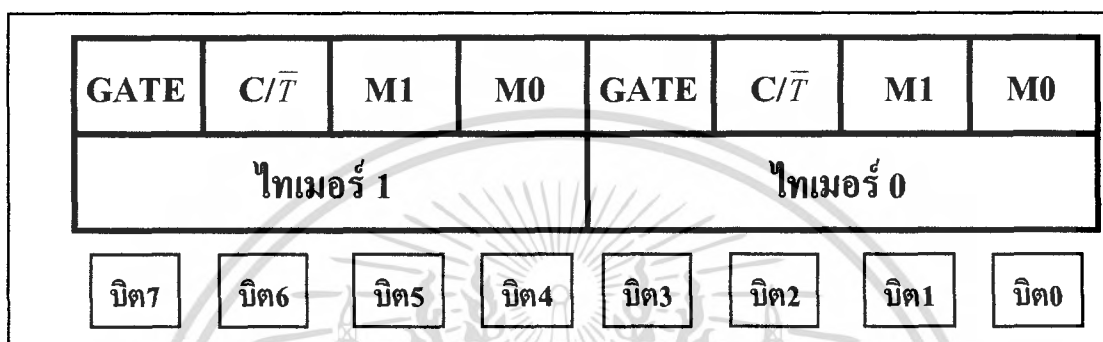 GATE C/T̅ M1 M0 GATE C/T̅ M1 M0
ไทเมอร์ 1 ไทเมอร์ 0
บิต7 บิต6 บิต5 บิต4 บิต3 บิต2 บิต1 บิต0